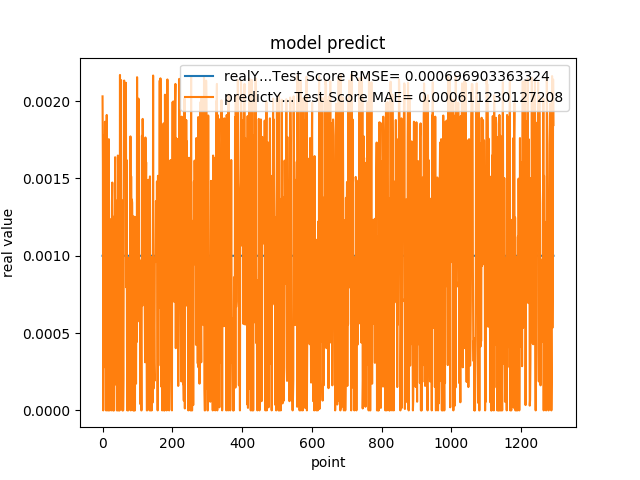 model predict
realY...Test Score RMSE= 0.000696903363324
predictY...Test Score MAE= 0.000611230127208
0.0020
0.0015
0.0010
0.0005
0.0000
real value
0 200 400 600 800 1000 1200
point